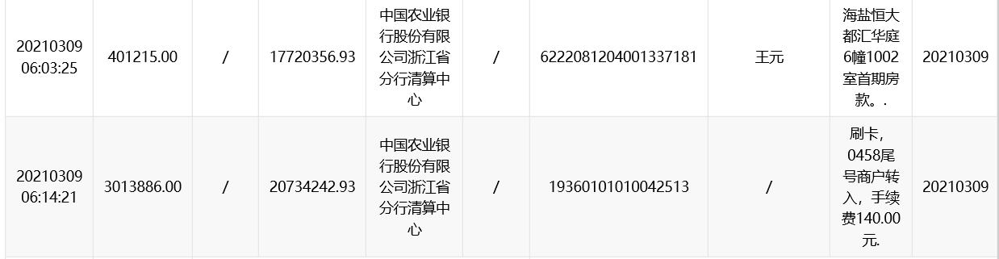 20210309
06:03:25
401215.00
/
17720356.93
中国农业银
行股份有限
公司浙江省
分行清算中
心
/
6222081204001337181
王元
海盐恒大
都汇华庭
6幢1002
室首期房
款。.
20210309
20210309
06:14:21
3013886.00
/
20734242.93
中国农业银
行股份有限
公司浙江省
分行清算中
心
/
19360101010042513
/
刷卡，
0458尾
号商户转
入，手续
费140.00
元.
20210309